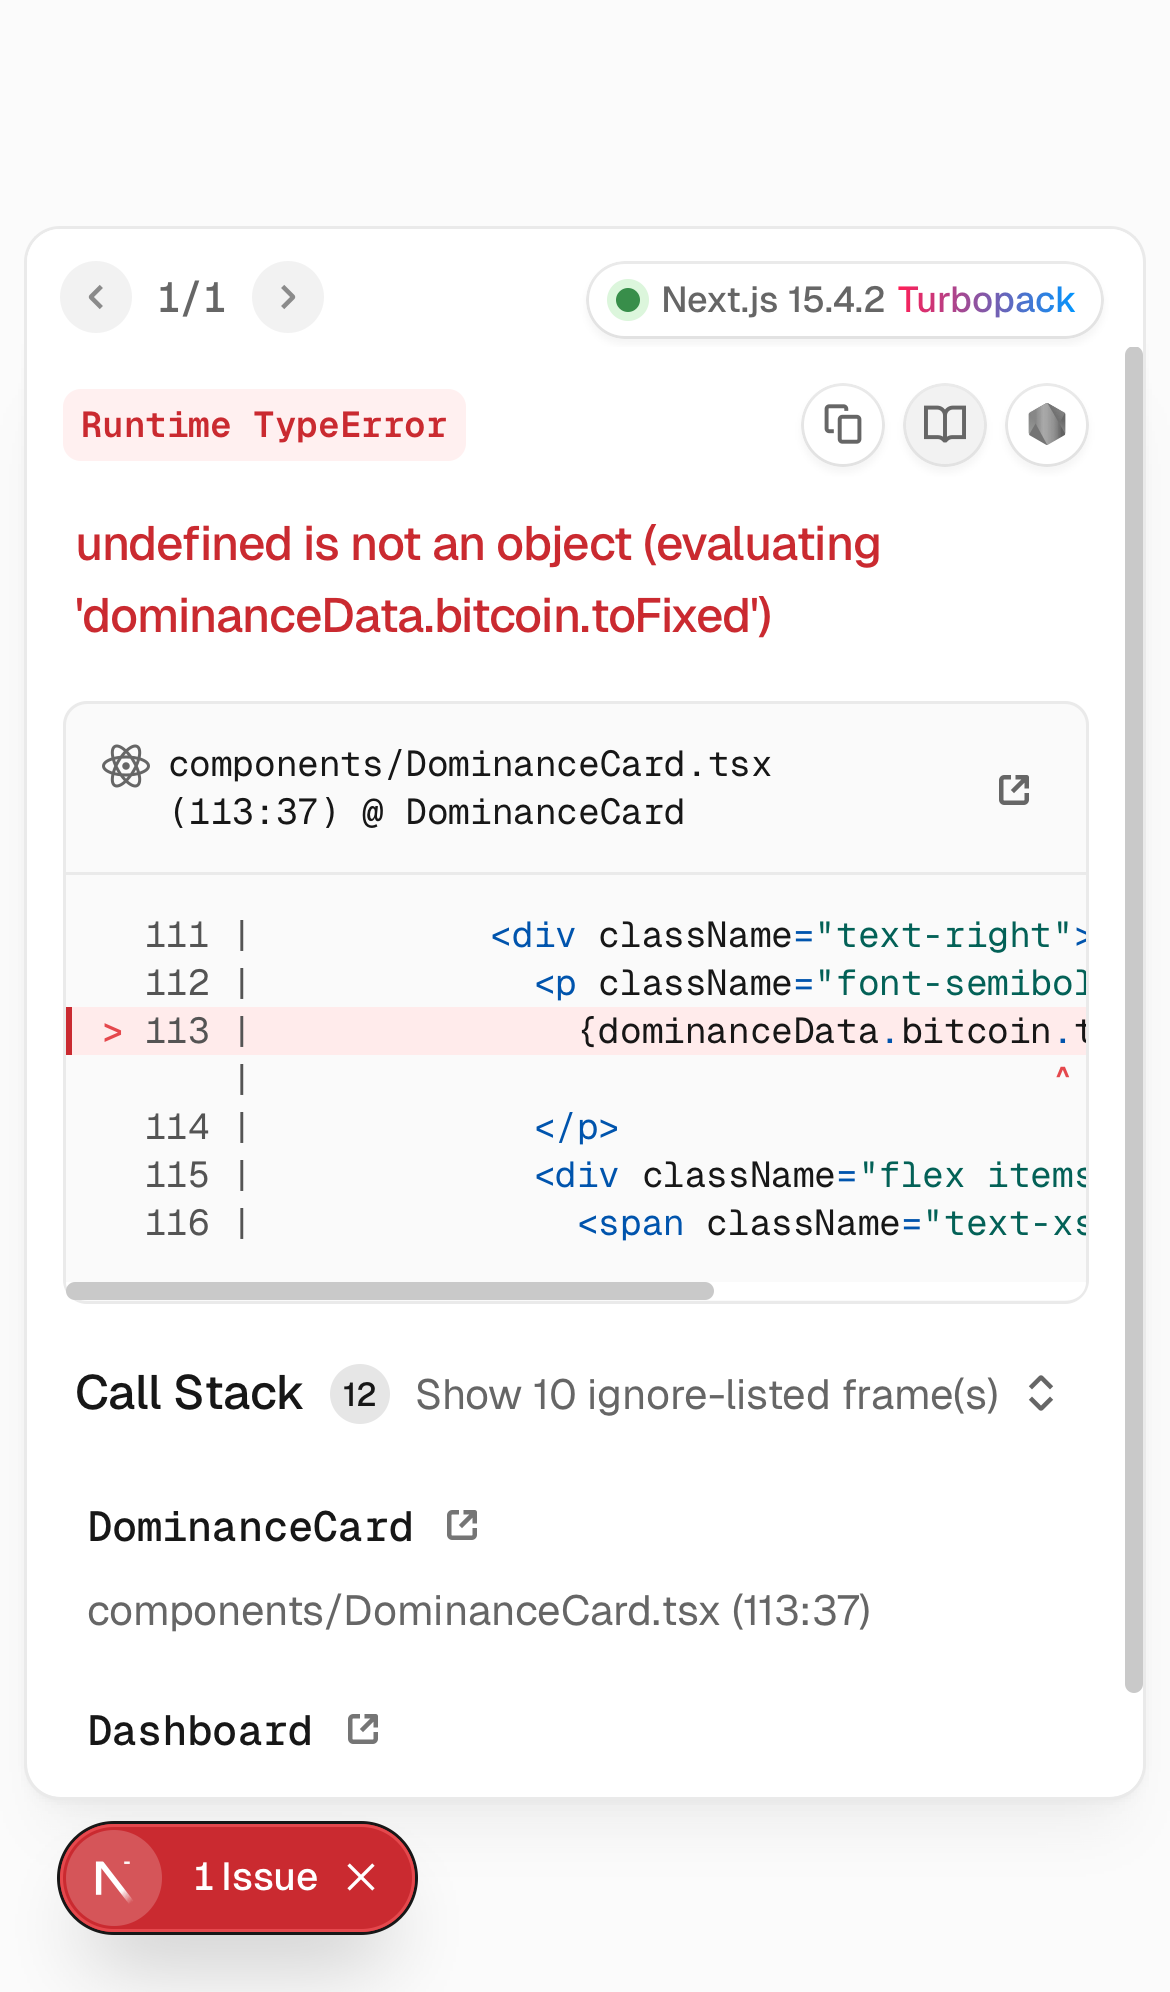 1/1
Next.js 15.4.2 Turbopack
Runtime TypeError
undefined is not an object (evaluating
'dominanceData.bitcoin.toFixed')
components/DominanceCard.tsx
(113:37) @ DominanceCard
111 | <div className="text-right">
112 | <p className="font-semibol
> 113 | {dominanceData.bitcoin.t
| ^
114 | </p>
115 | <div className="flex items
116 | <span className="text-xs
Call Stack 12 Show 10 ignore-listed frame(s)
DominanceCard
components/DominanceCard.tsx (113:37)
Dashboard
1 Issue